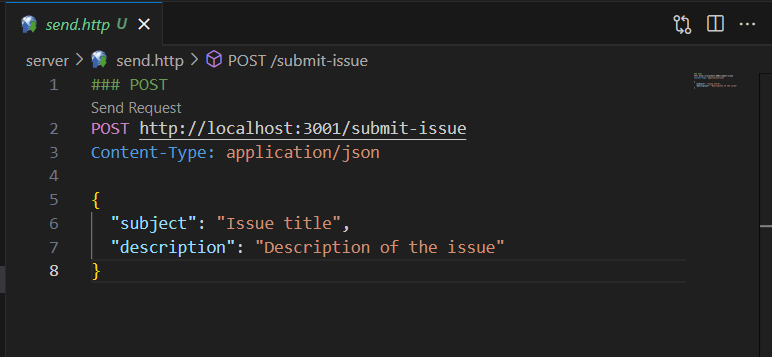 send.http U
server > send.http > POST /submit-issue
1 ### POST
Send Request
2 POST http://localhost:3001/submit-issue
3 Content-Type: application/json
4
5 {
6 "subject": "Issue title",
7 "description": "Description of the issue"
8 }